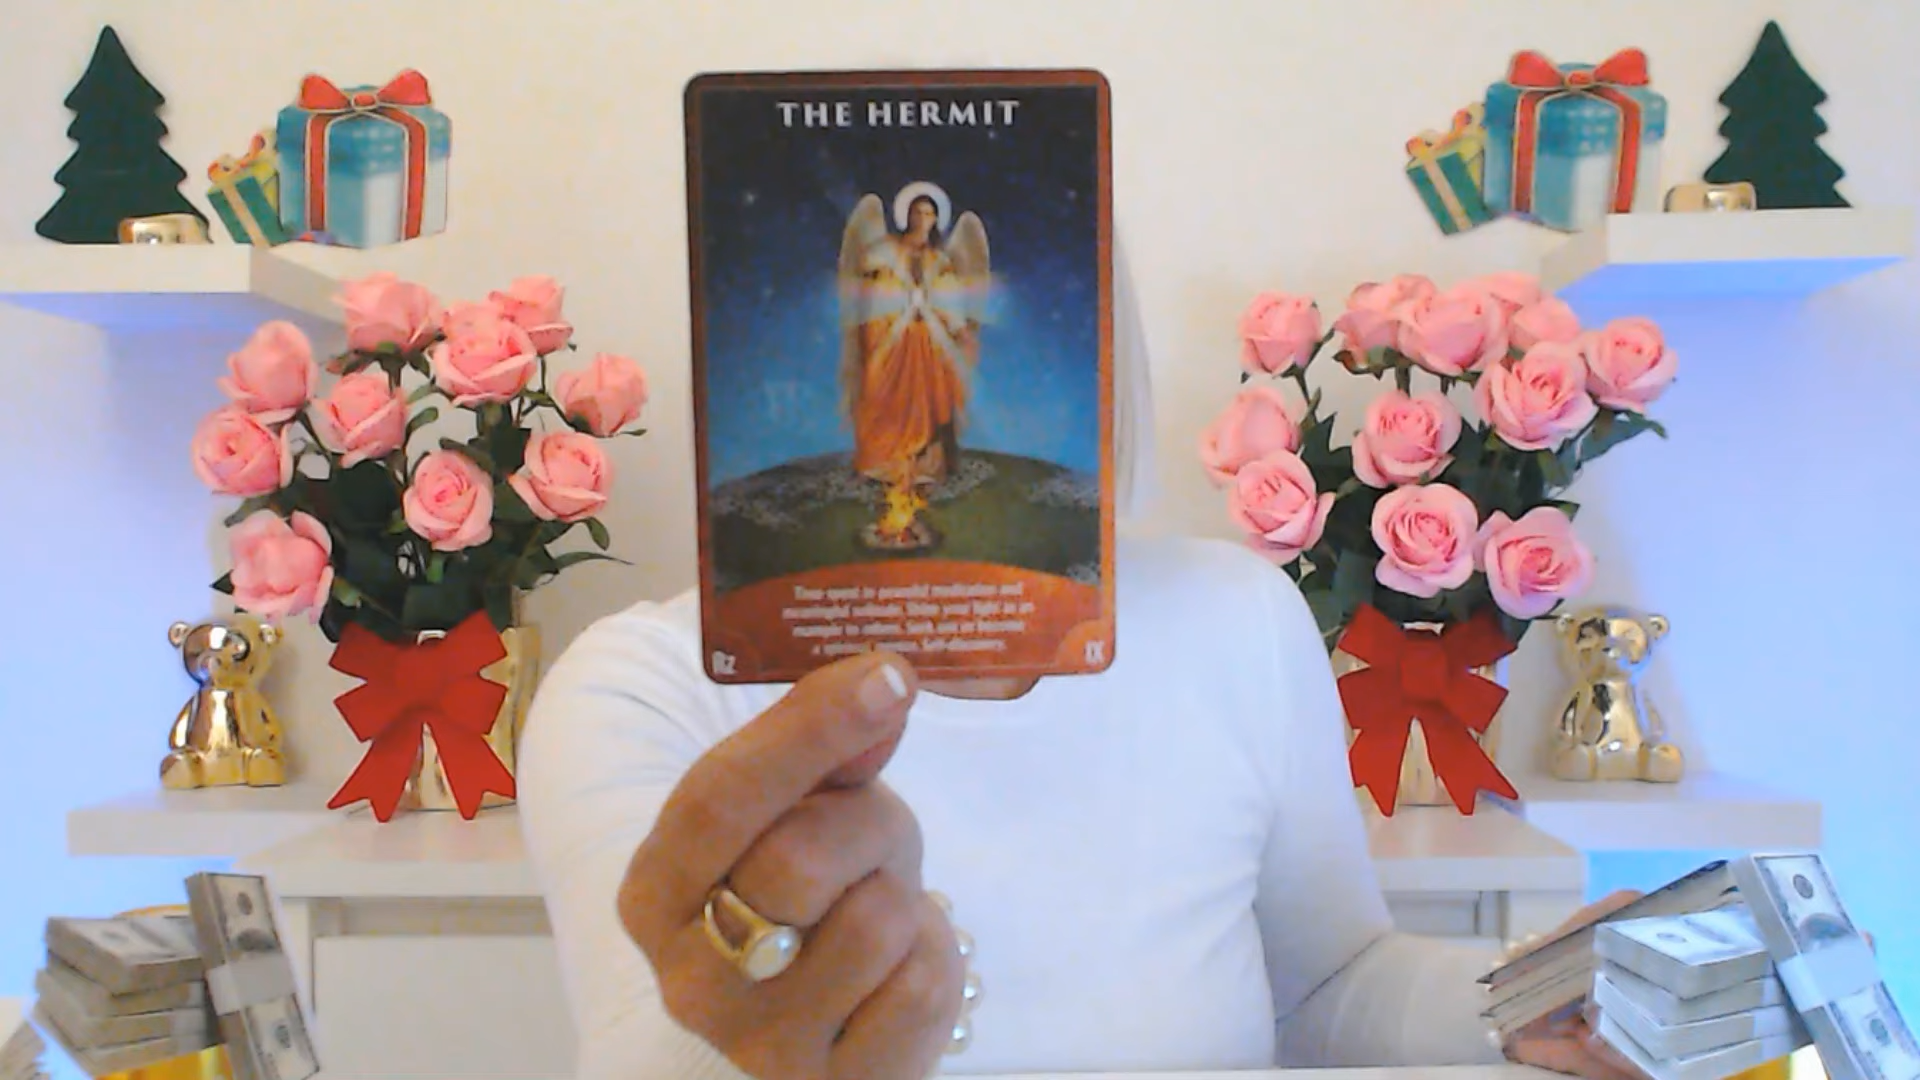 THE HERMIT
Time spent in peaceful meditation and
meaningful solitude. Shine your light as an
example to others. Seek out or become
a spiritual Self-discovery.
IX